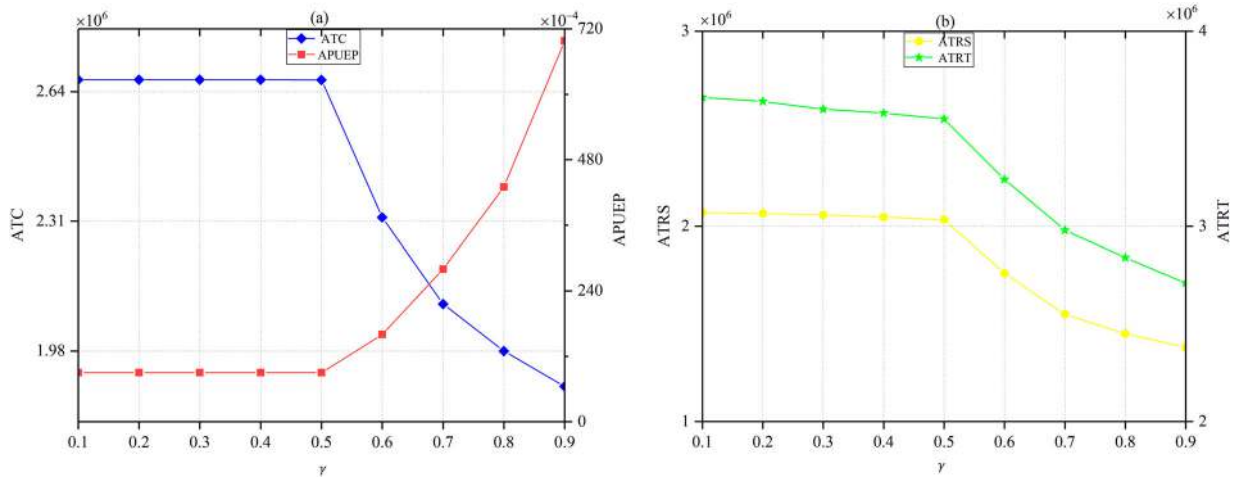 ×10⁶
(a)
×10⁻⁴
ATC
APUEP
2.64
2.31
1.98
ATC
720
480
240
0
APUEP
0.1 0.2 0.3 0.4 0.5 0.6 0.7 0.8 0.9
γ
×10⁶
(b)
×10⁶
ATRS
ATRT
3
2
1
ATRS
4
3
2
ATRT
0.1 0.2 0.3 0.4 0.5 0.6 0.7 0.8 0.9
γ